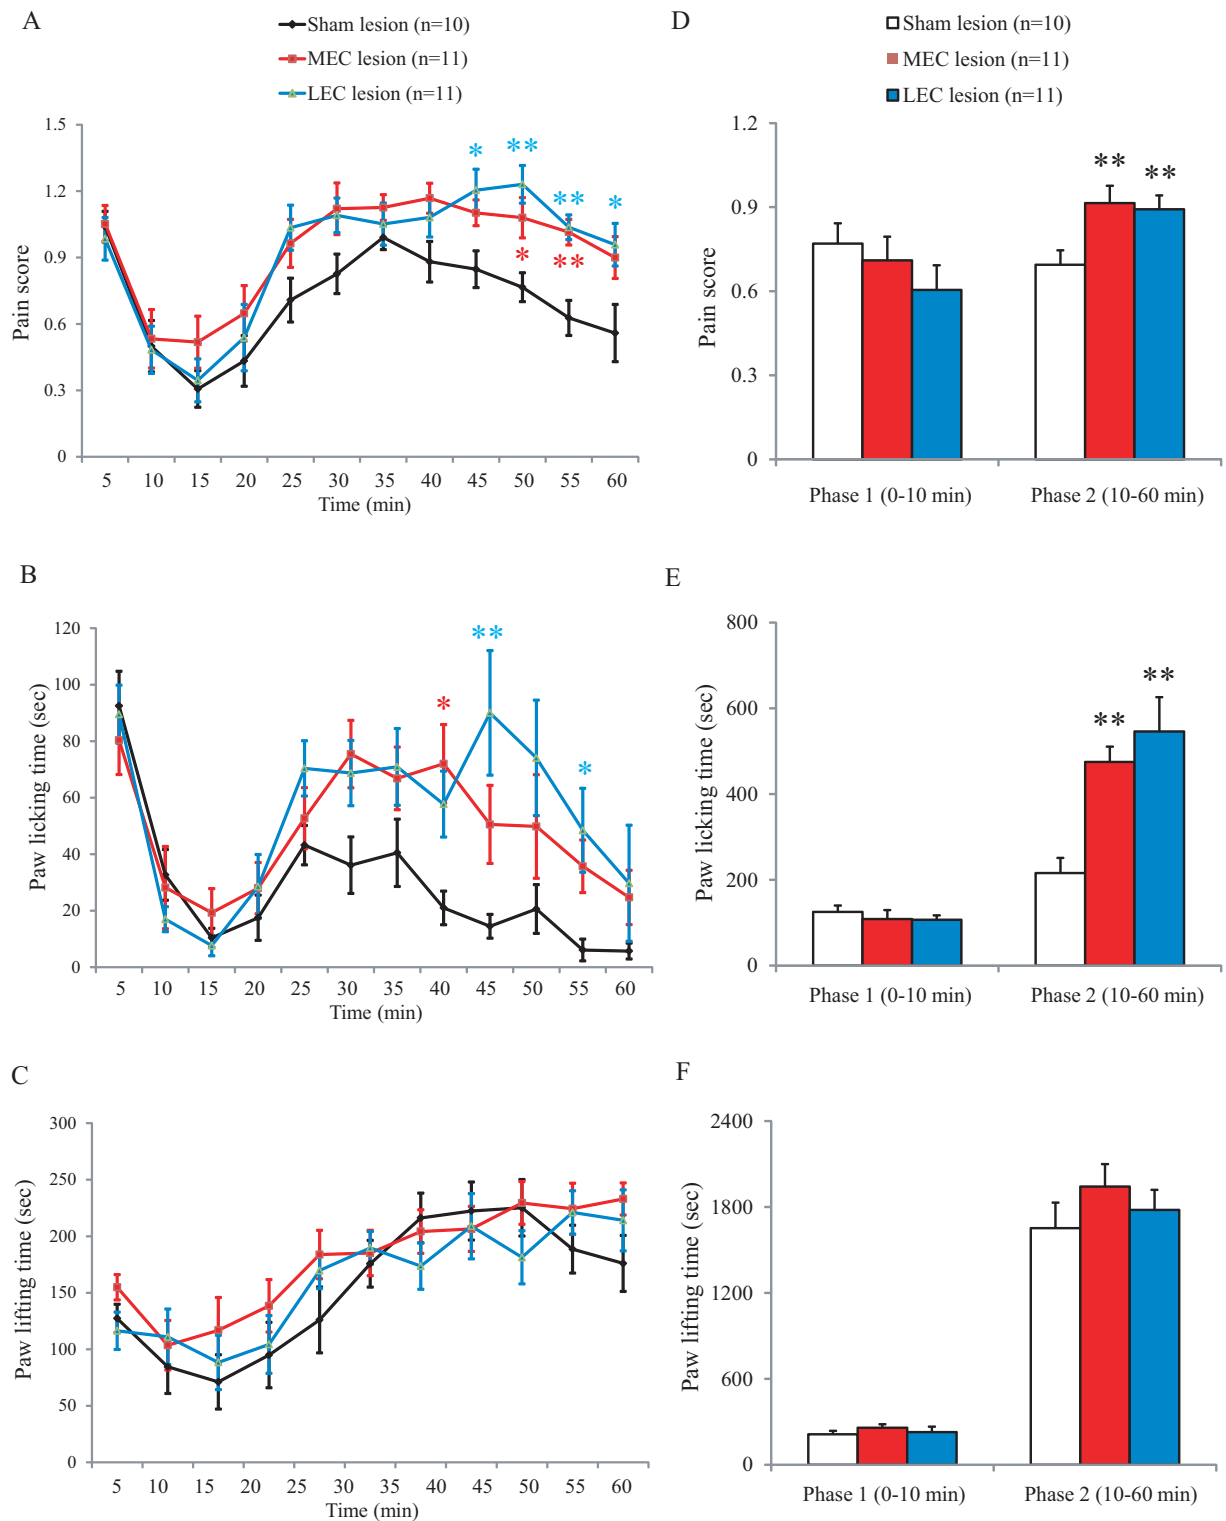 A
Sham lesion (n=10)
MEC lesion (n=11)
LEC lesion (n=11)
1.5
1.2
0.9
0.6
0.3
0
Pain score
* ** ** *
* **
5 10 15 20 25 30 35 40 45 50 55 60
Time (min)
D
Sham lesion (n=10)
MEC lesion (n=11)
LEC lesion (n=11)
1.2
0.9
0.6
0.3
0
Pain score
** **
Phase 1 (0-10 min) Phase 2 (10-60 min)
B
120
100
80
60
40
20
0
Paw licking time (sec)
**
*
*
5 10 15 20 25 30 35 40 45 50 55 60
Time (min)
E
800
600
400
200
0
Paw licking time (sec)
** **
Phase 1 (0-10 min) Phase 2 (10-60 min)
C
300
250
200
150
100
50
0
Paw lifting time (sec)
5 10 15 20 25 30 35 40 45 50 55 60
Time (min)
F
2400
1800
1200
600
0
Paw lifting time (sec)
Phase 1 (0-10 min) Phase 2 (10-60 min)